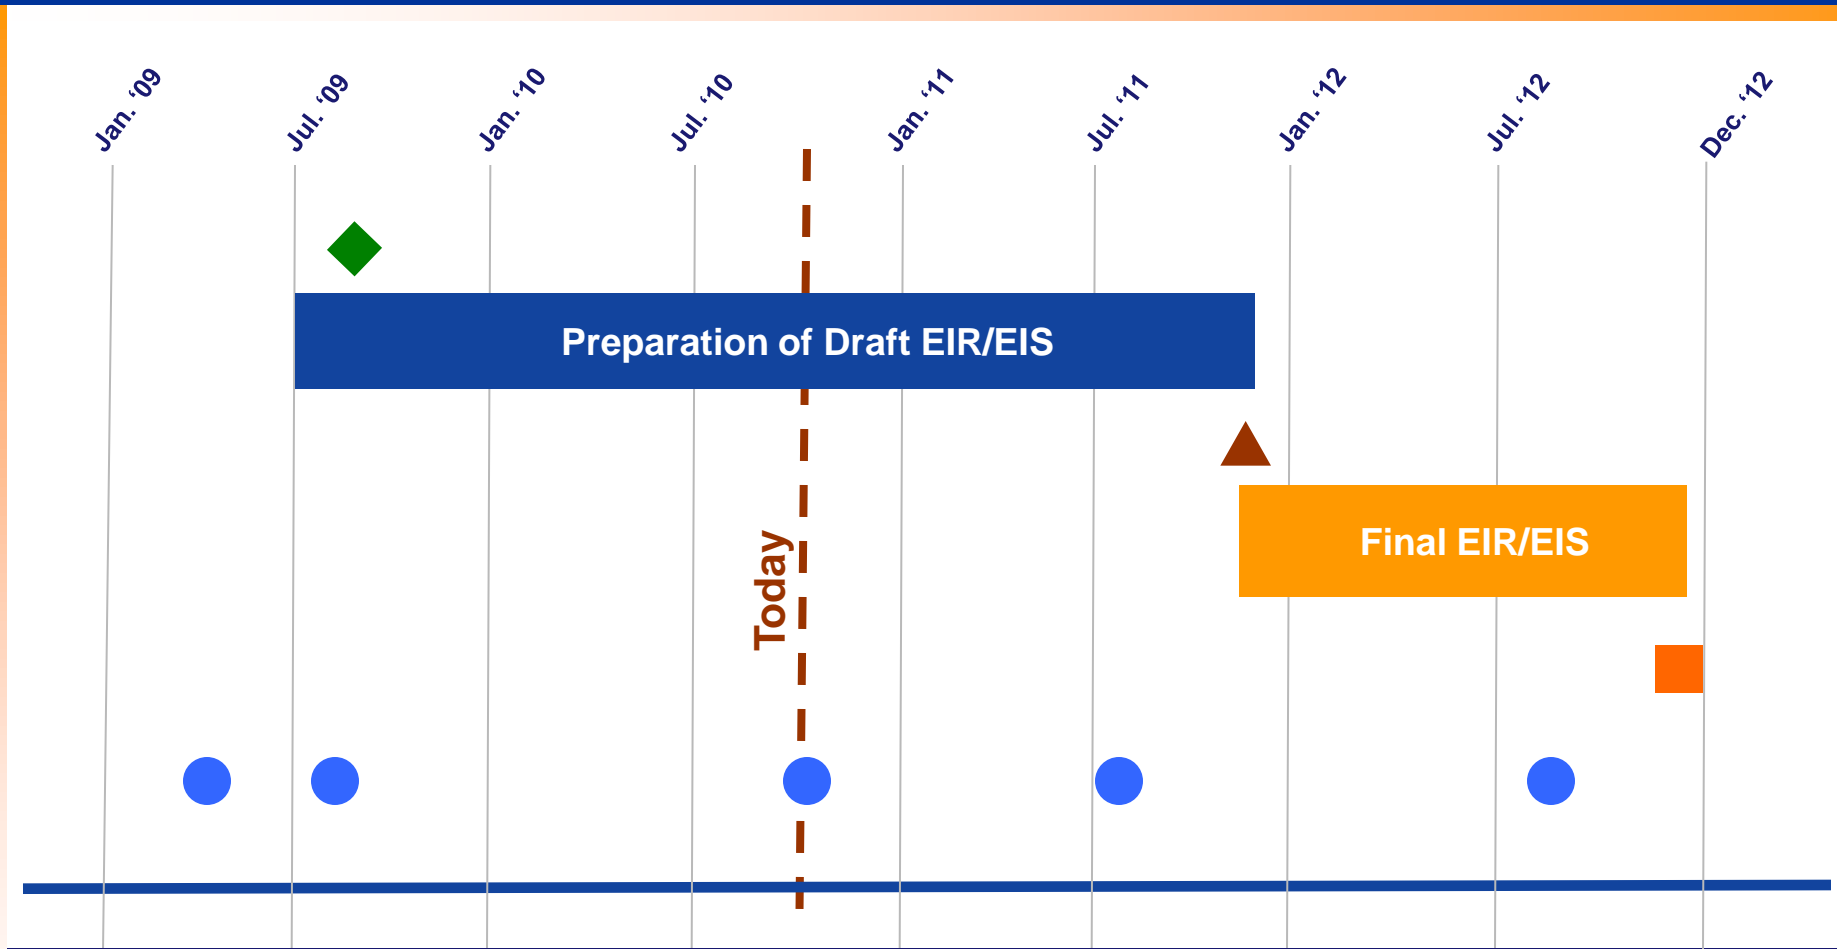 Jan. ‘09
Jul. ‘09
Jan. ‘10
Jul. ‘10
Jan. ‘11
Jul. ‘11
Jan. ‘12
Jul. ‘12
Dec. ‘12
Preparation of Draft EIR/EIS
Final EIR/EIS
Today